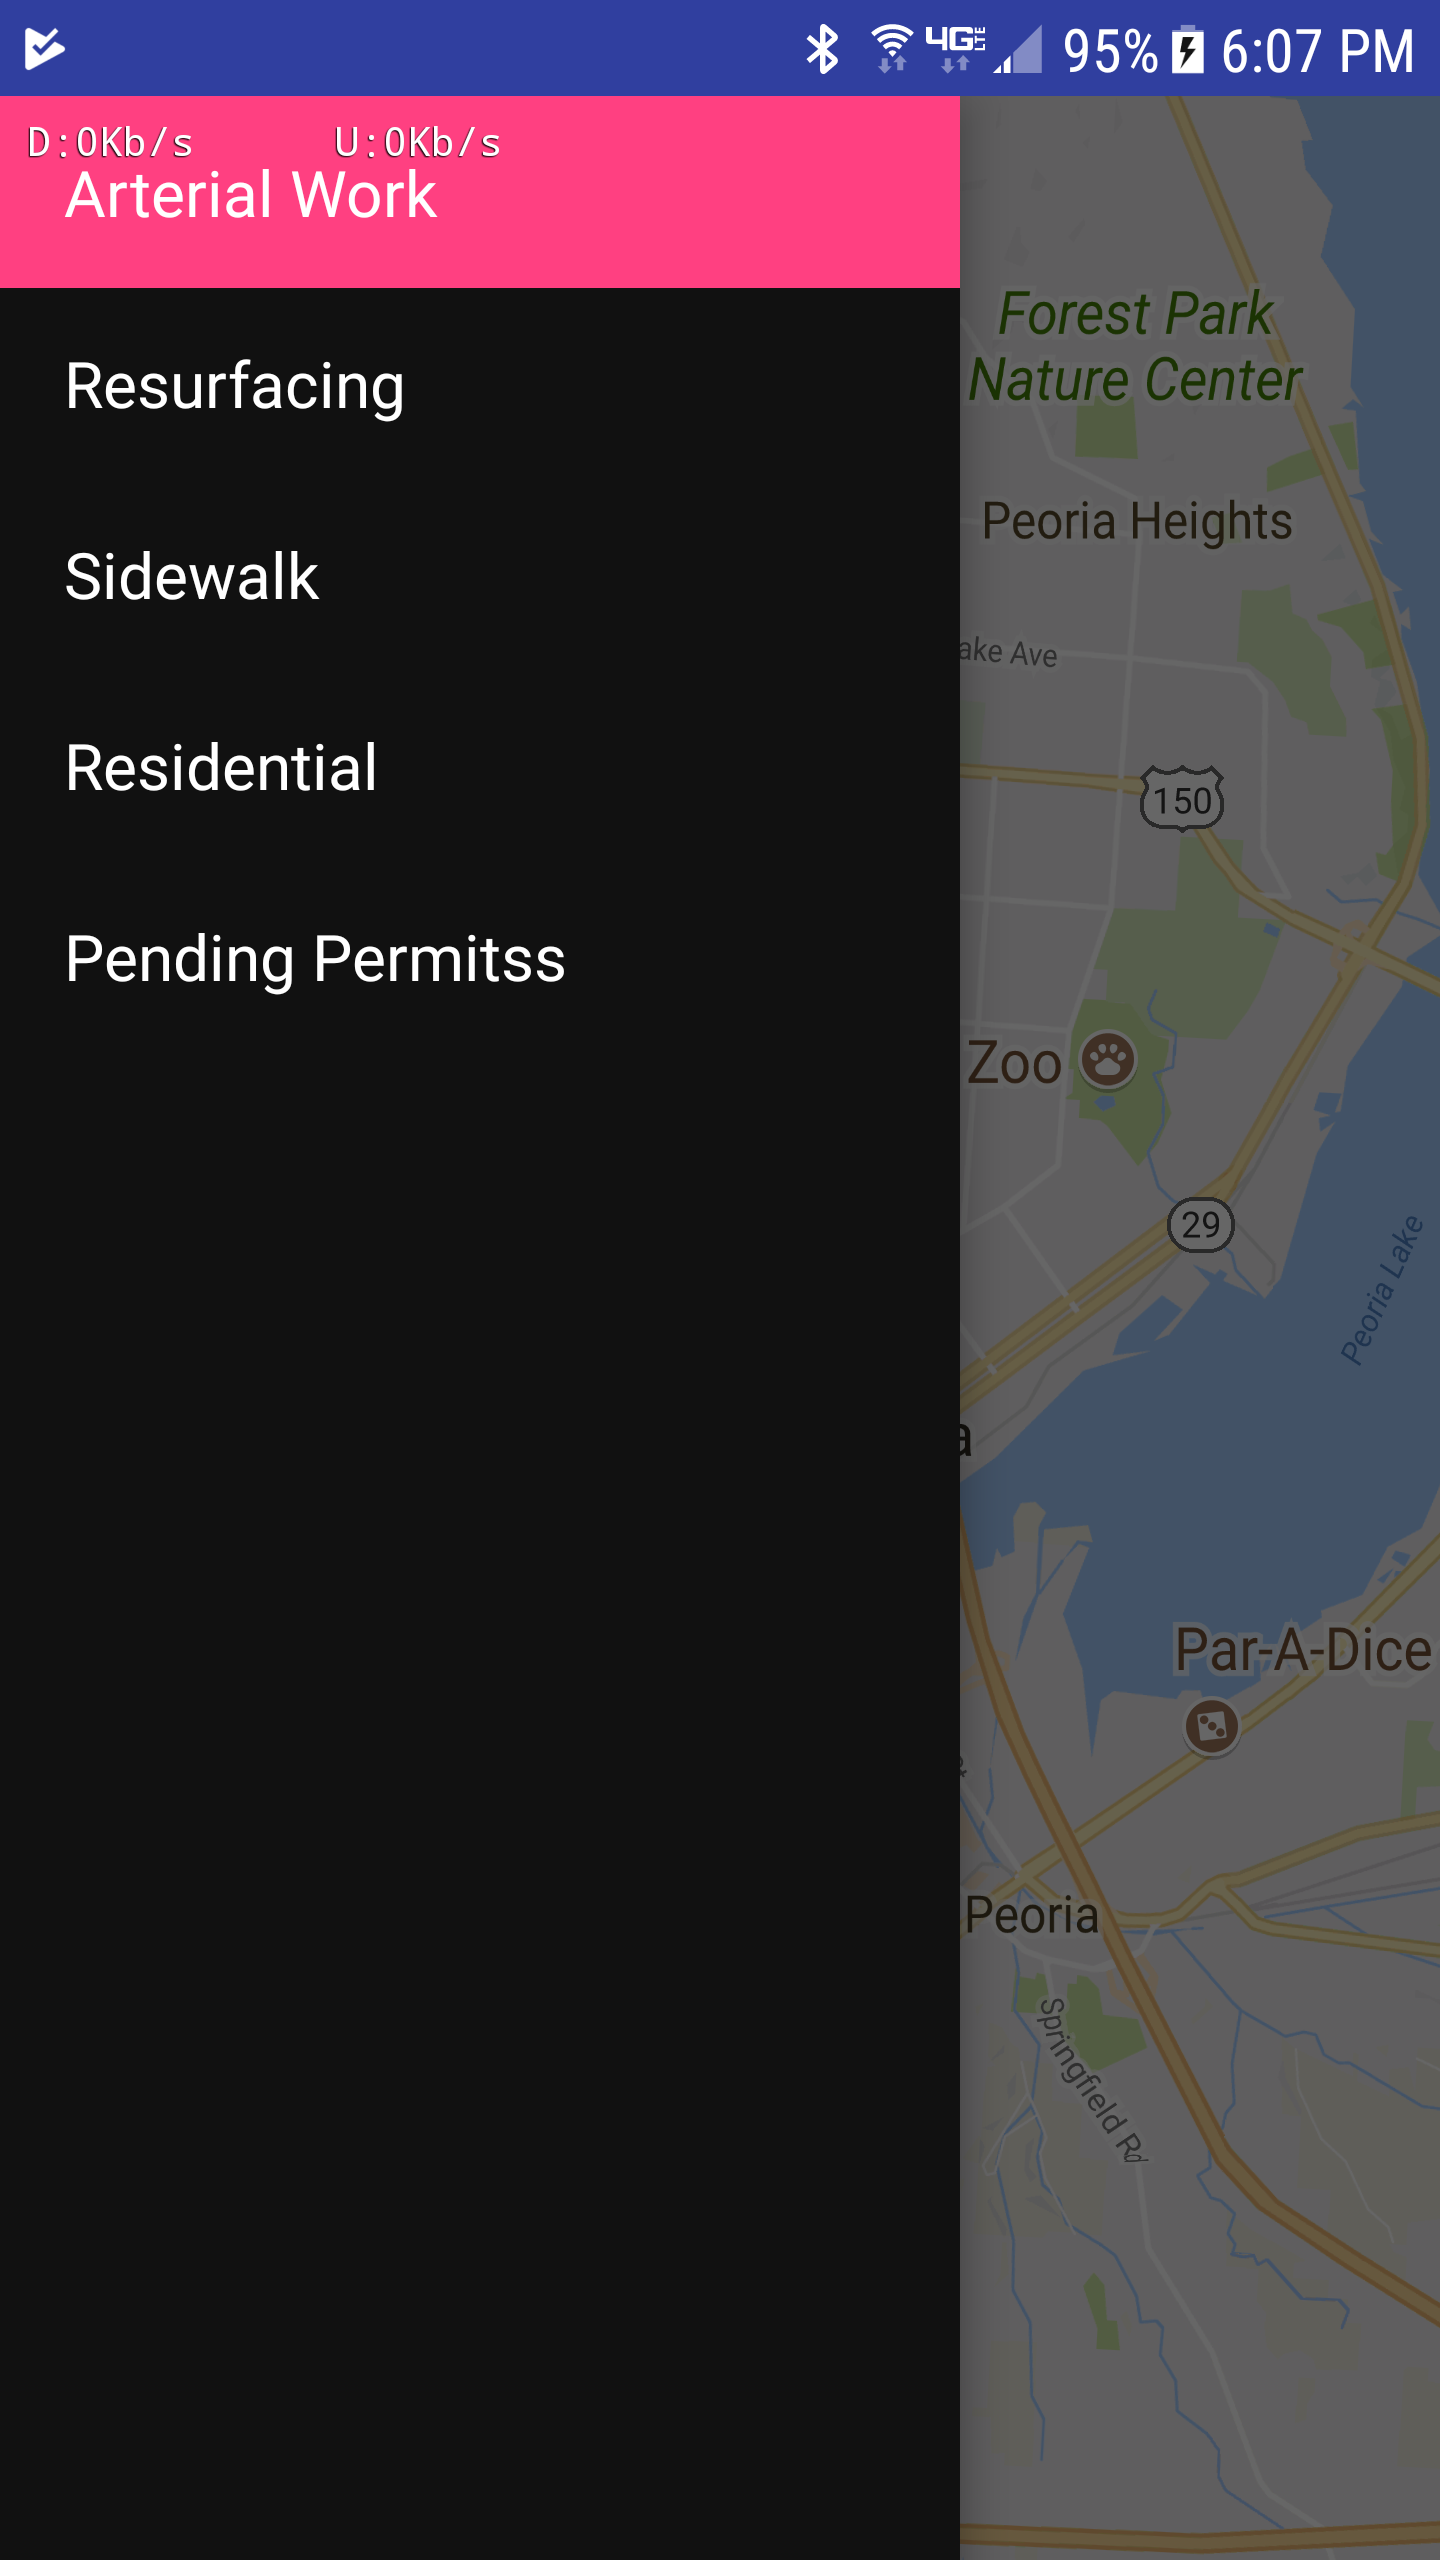 95% 6:07 PM
4G LTE
D:0Kb/s U:0Kb/s
Arterial Work
Resurfacing
Sidewalk
Residential
Pending Permitss
Forest Park
Nature Center
Peoria Heights
ake Ave
150
Zoo
29
Peoria Lake
a
Par-A-Dice
Peoria
Springfield Rd